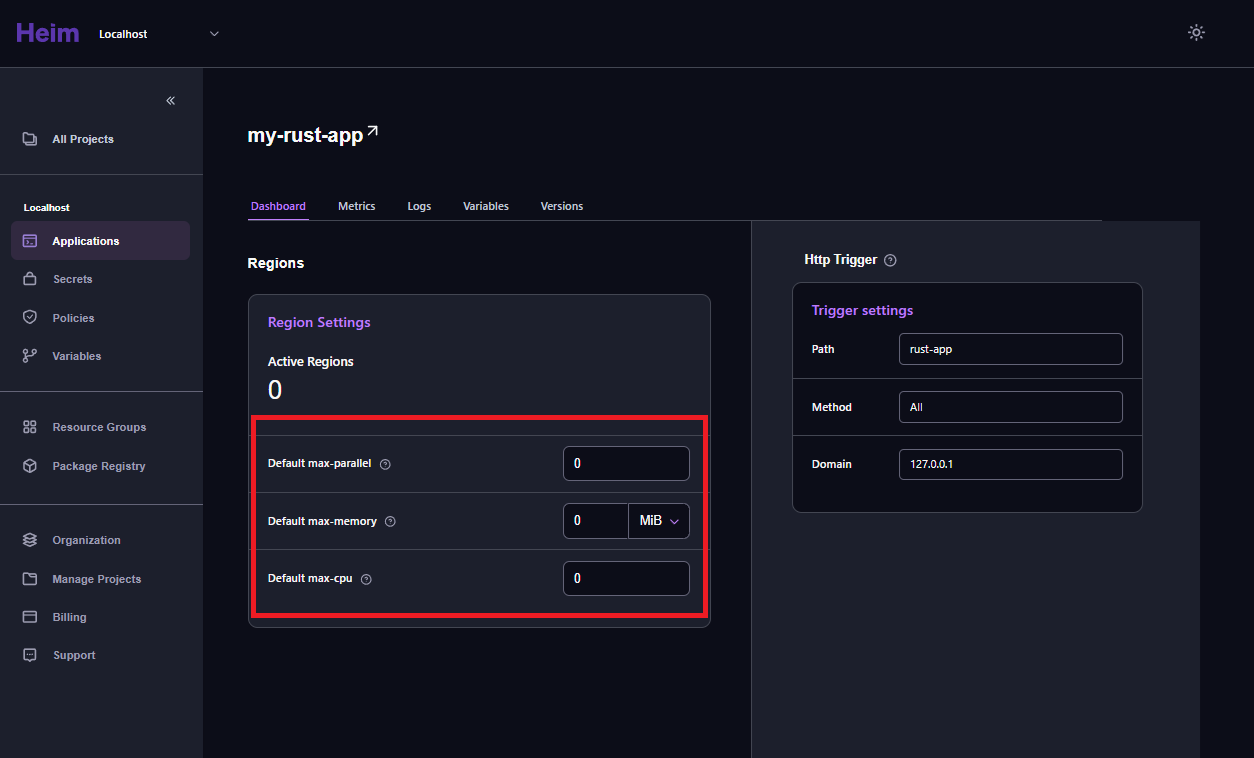 Heim
Localhost
All Projects
Localhost
Applications
Secrets
Policies
Variables
Resource Groups
Package Registry
Organization
Manage Projects
Billing
Support
my-rust-app
Dashboard Metrics Logs Variables Versions
Regions
Region Settings
Active Regions
0
Default max-parallel ? 0
Default max-memory ? 0 MiB
Default max-cpu ? 0
Http Trigger ?
Trigger settings
Path rust-app
Method All
Domain 127.0.0.1